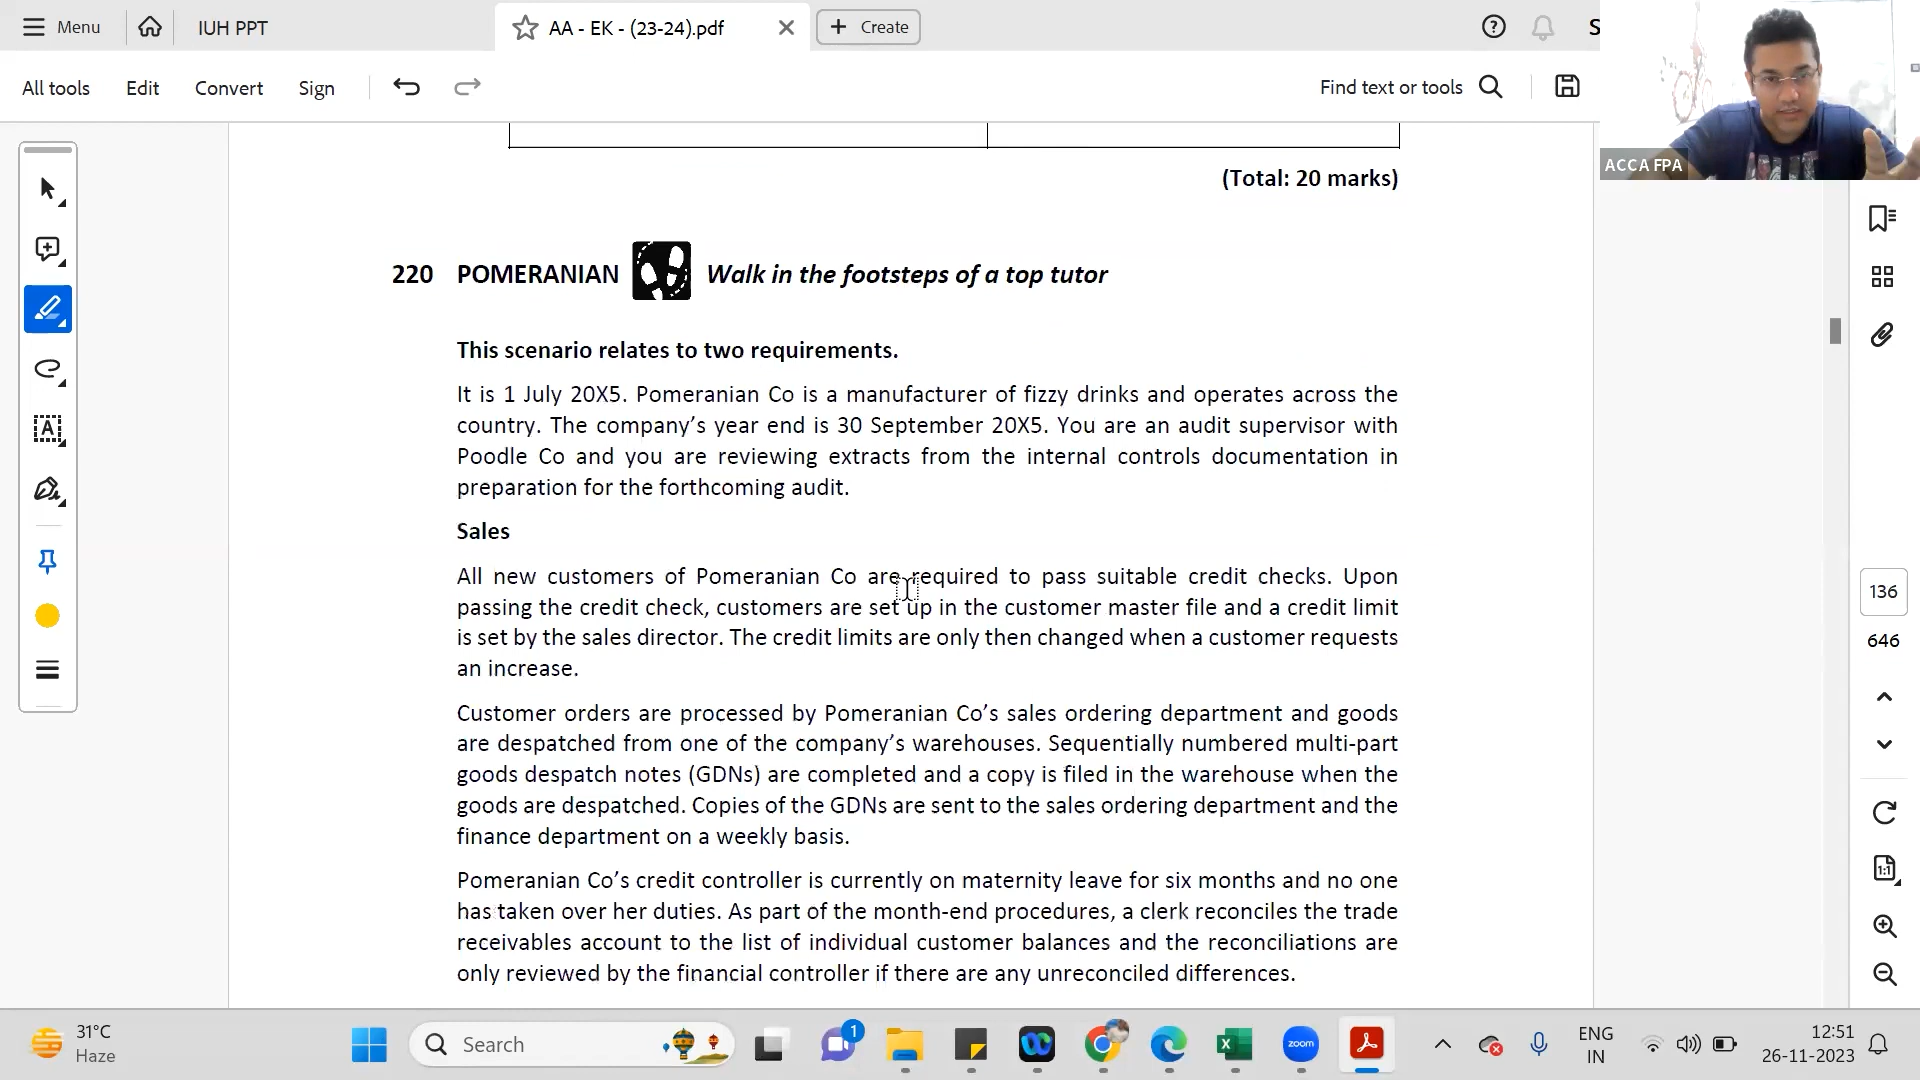 Menu
IUH PPT
AA - EK - (23-24).pdf
Create
S
All tools
Edit
Convert
Sign
Find text or tools
ACCA FPA
(Total: 20 marks)
220 POMERANIAN Walk in the footsteps of a top tutor
This scenario relates to two requirements.
It is 1 July 20X5. Pomeranian Co is a manufacturer of fizzy drinks and operates across the
country. The company's year end is 30 September 20X5. You are an audit supervisor with
Poodle Co and you are reviewing extracts from the internal controls documentation in
preparation for the forthcoming audit.
Sales
All new customers of Pomeranian Co are required to pass suitable credit checks. Upon
passing the credit check, customers are set up in the customer master file and a credit limit
is set by the sales director. The credit limits are only then changed when a customer requests
an increase.
Customer orders are processed by Pomeranian Co's sales ordering department and goods
are despatched from one of the company's warehouses. Sequentially numbered multi-part
goods despatch notes (GDNs) are completed and a copy is filed in the warehouse when the
goods are despatched. Copies of the GDNs are sent to the sales ordering department and the
finance department on a weekly basis.
Pomeranian Co's credit controller is currently on maternity leave for six months and no one
has taken over her duties. As part of the month-end procedures, a clerk reconciles the trade
receivables account to the list of individual customer balances and the reconciliations are
only reviewed by the financial controller if there are any unreconciled differences.
136
646
1:1
31°C
Haze
Search
1
zoom
ENG
IN
12:51
26-11-2023